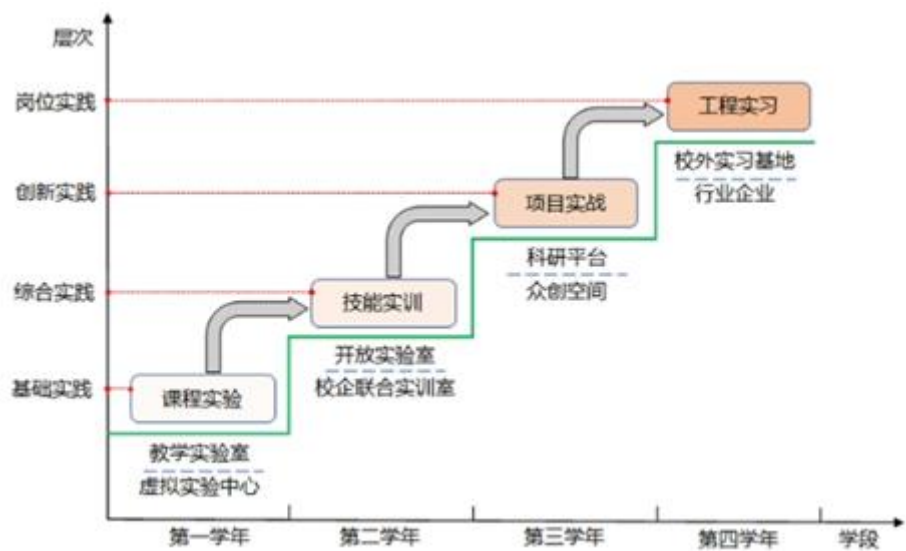 层次
岗位实践
工程实习
校外实习基地
行业企业
创新实践
项目实战
科研平台
众创空间
综合实践
技能实训
开放实验室
校企联合实训室
基础实践
课程实验
教学实验室
虚拟实验中心
第一学年
第二学年
第三学年
第四学年
学段